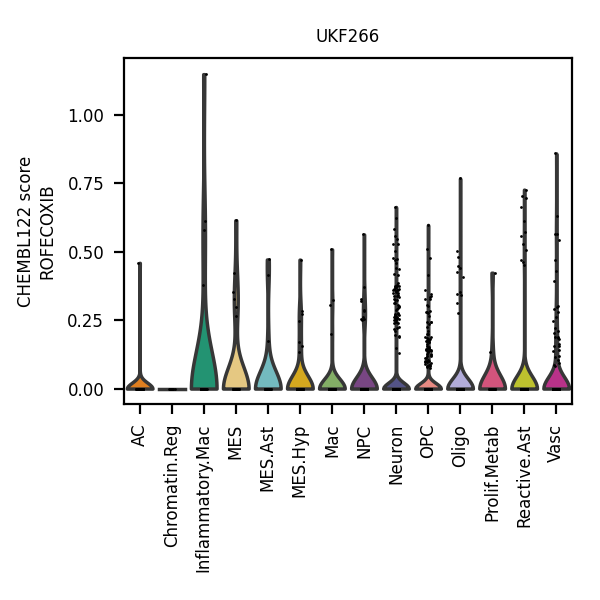 UKF266
CHEMBL122 score
ROFECOXIB
1.00
0.75
0.50
0.25
0.00
AC
Chromatin.Reg
Inflammatory.Mac
MES
MES.Ast
MES.Hyp
Mac
NPC
Neuron
OPC
Oligo
Prolif.Metab
Reactive.Ast
Vasc